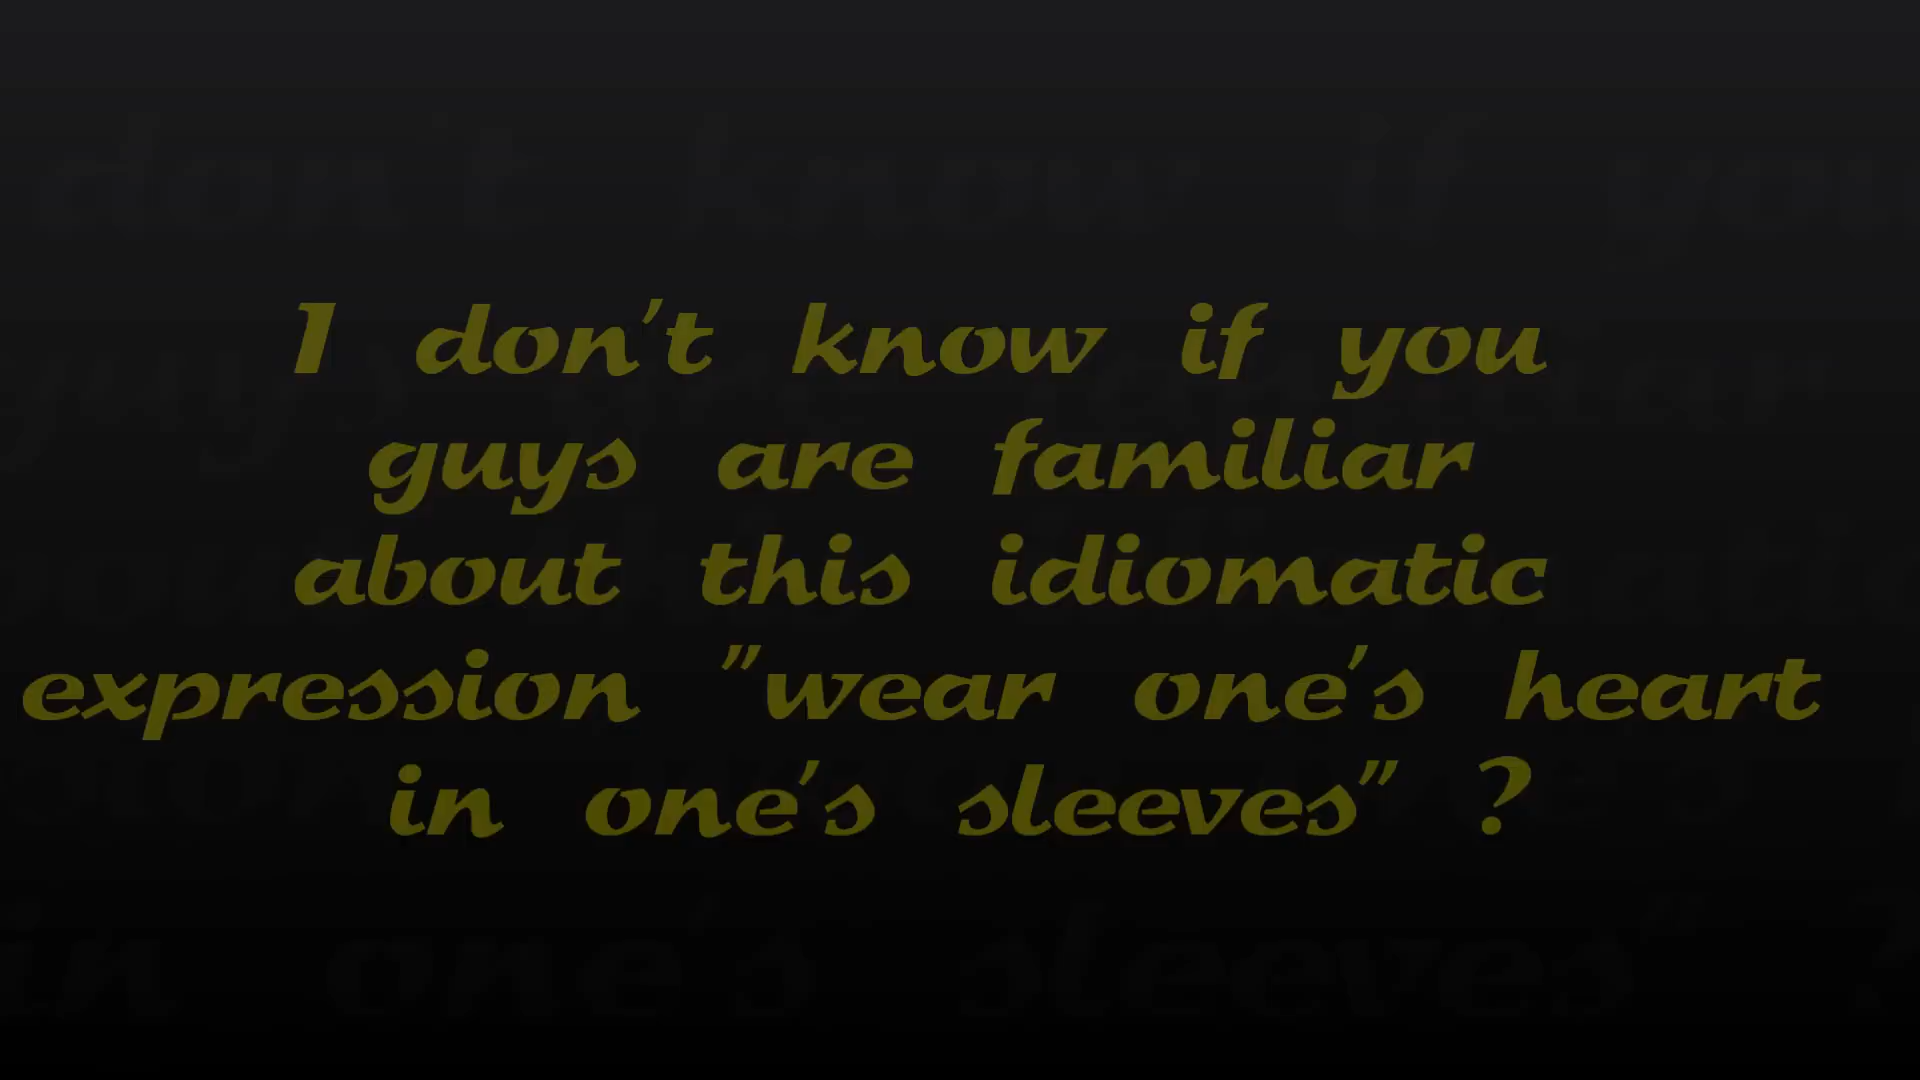 I don't know if you
guys are familiar
about this idiomatic
expression "wear one's heart
in one's sleeves" ?